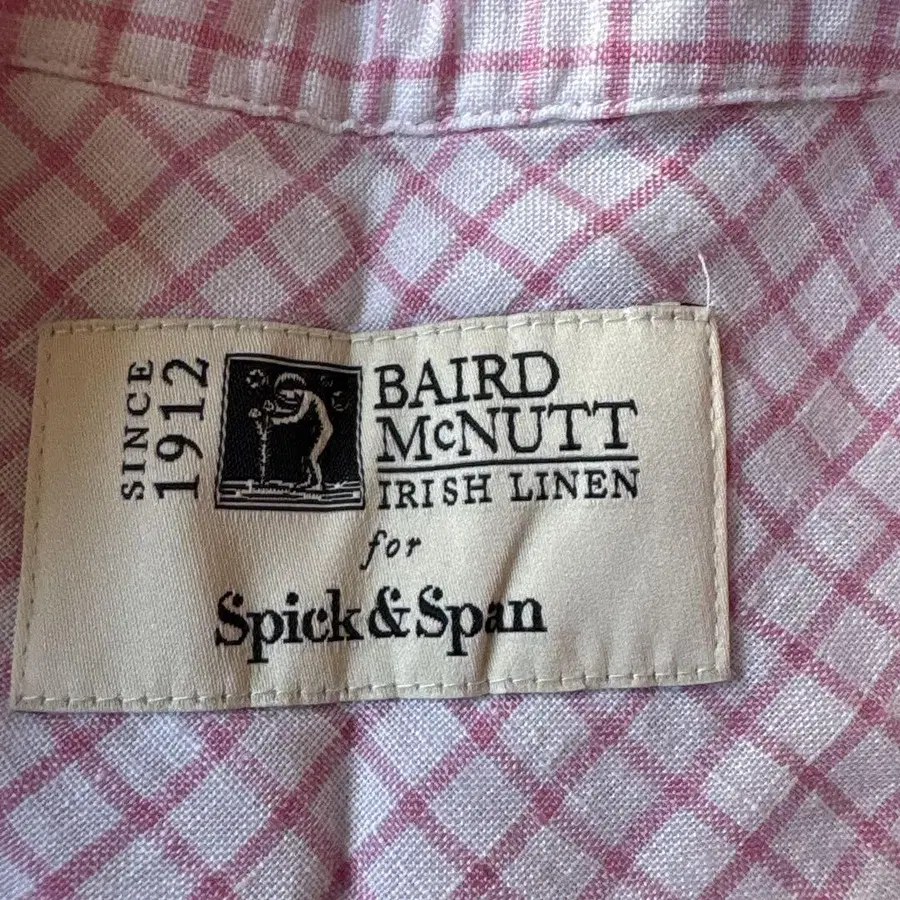 SINCE
1912
BAIRD
McNUTT
IRISH LINEN
for
Spick & Span